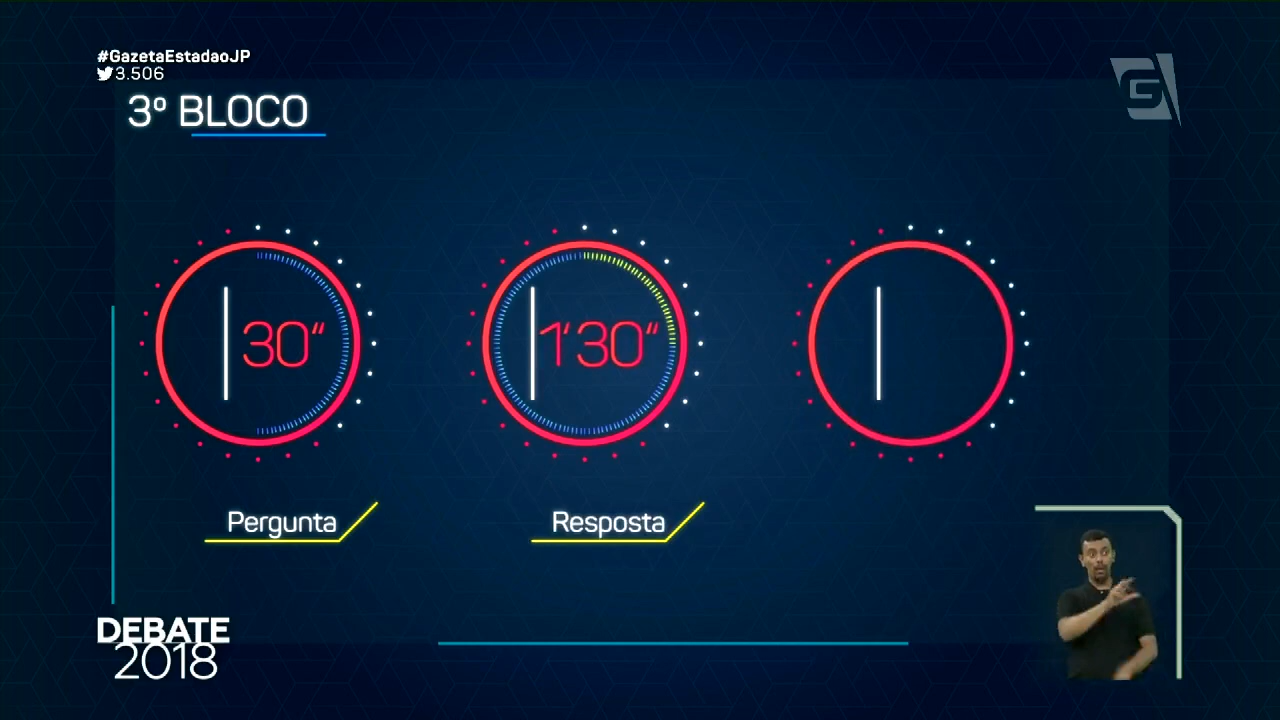 #GazetaEstadaoJP
3.506
3º BLOCO
30“
1‘30“
Pergunta
Resposta
DEBATE
2018